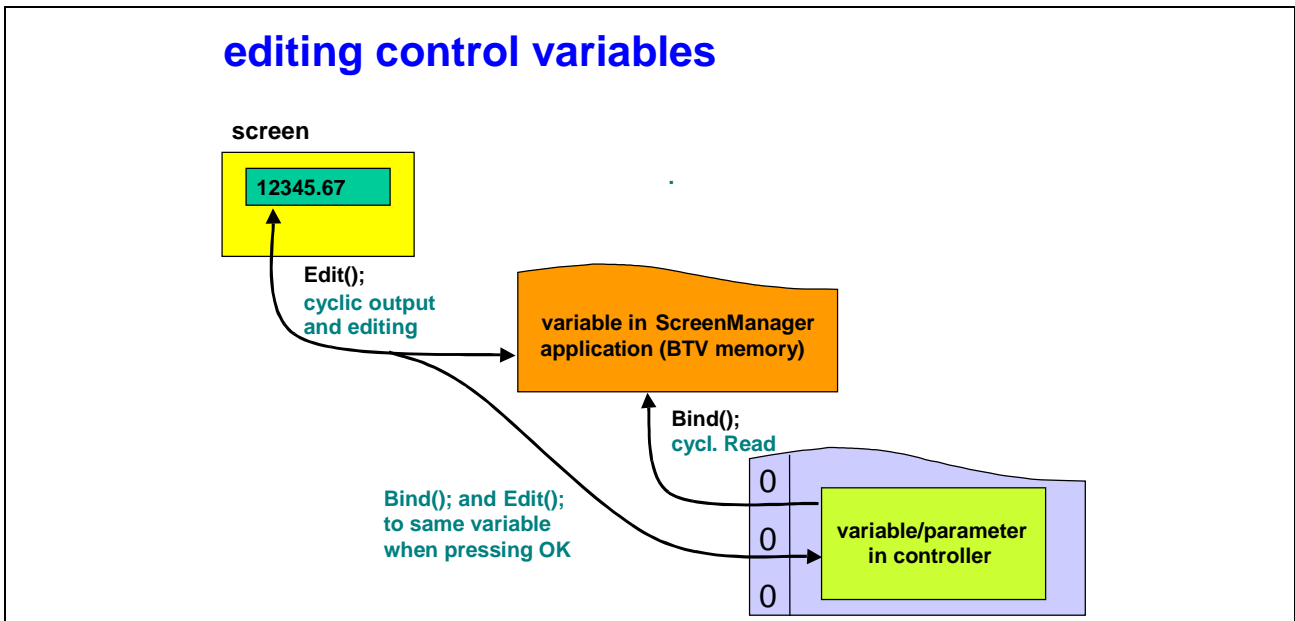 editing control variables
screen
12345.67
.
Edit();
cyclic output
and editing
variable in ScreenManager
application (BTV memory)
Bind();
cycl. Read
Bind(); and Edit();
to same variable
when pressing OK
0
0
0
variable/parameter
in controller